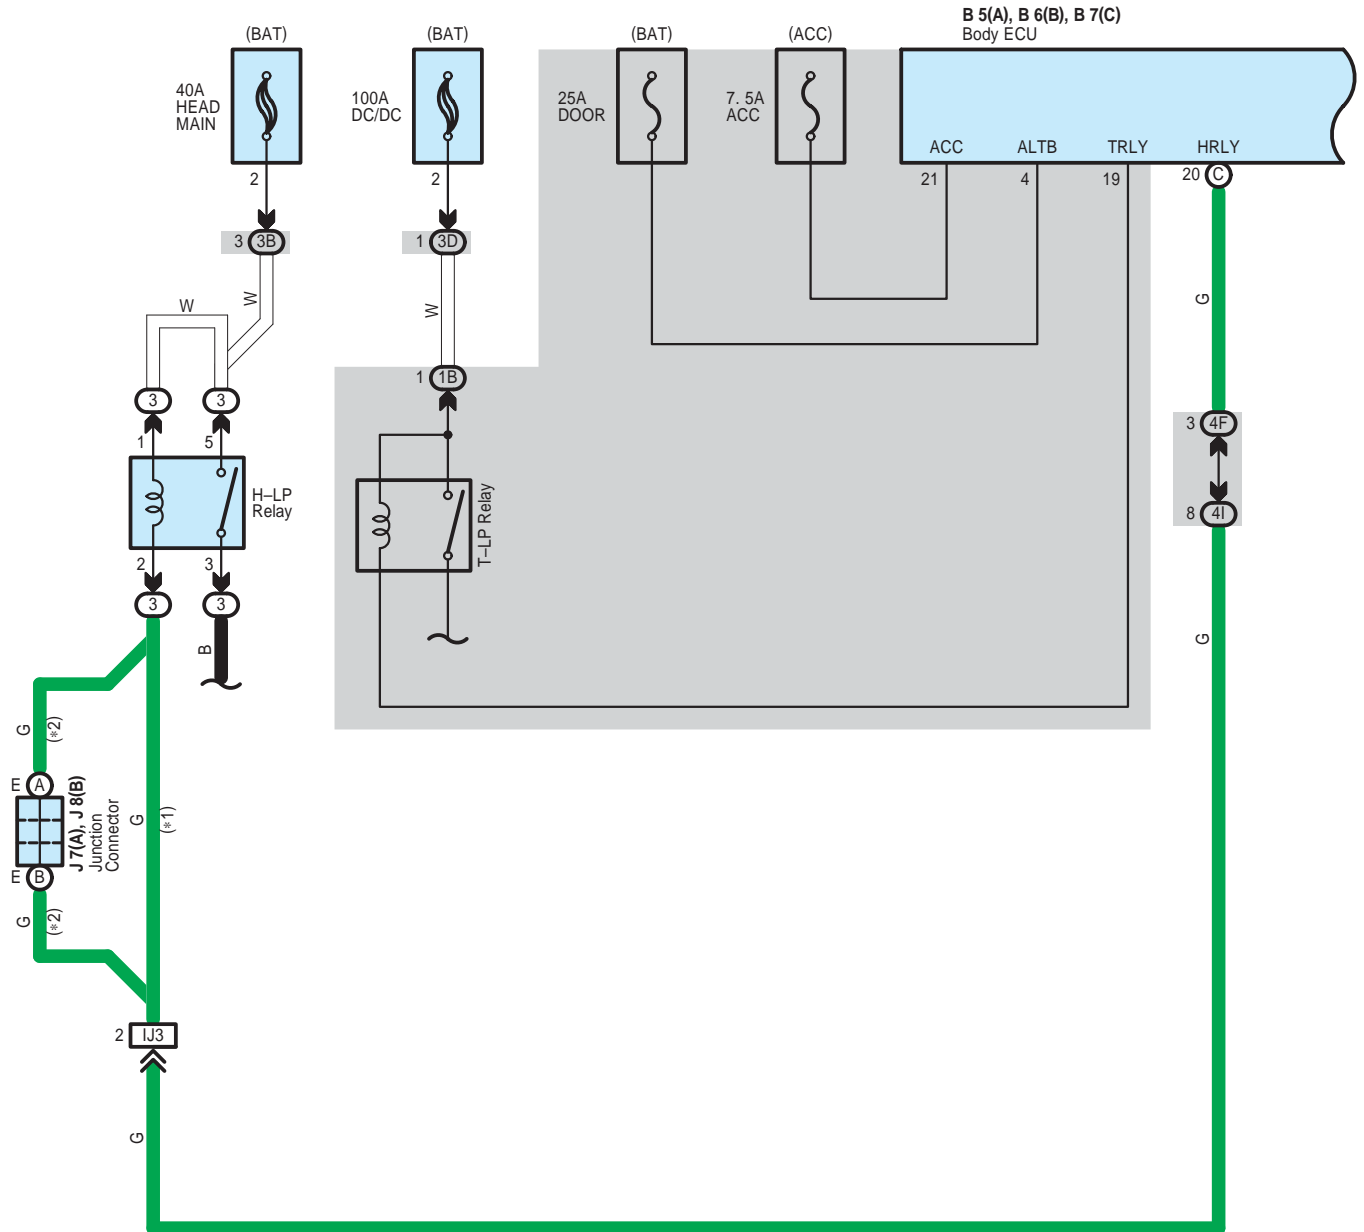 B 5(A), B 6(B), B 7(C)
Body ECU
(BAT)
(BAT)
(BAT)
(ACC)
40A
HEAD
MAIN
100A
DC/DC
25A
DOOR
7. 5A
ACC
ACC
ALTB
TRLY
HRLY
2
2
21
4
19
20 C
3 3B
1 3D
W
W
W
G
1 1B
3
3
1
5
3 4F
H–LP
Relay
T–LP Relay
8 4I
2
3
3
3
B
G
G
(*2)
E A
J 7(A), J 8(B)
Junction
Connector
G
(*1)
E B
G
(*2)
2 IJ3
G